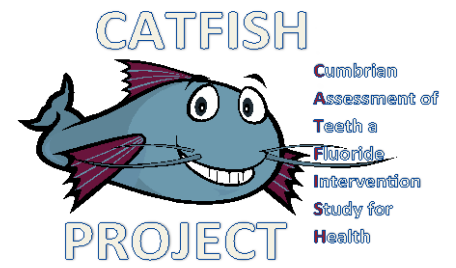 CATFISH
Cumbrian
Assessment of
Teeth a
Fluoride
Intervention
Study for
Health
PROJECT